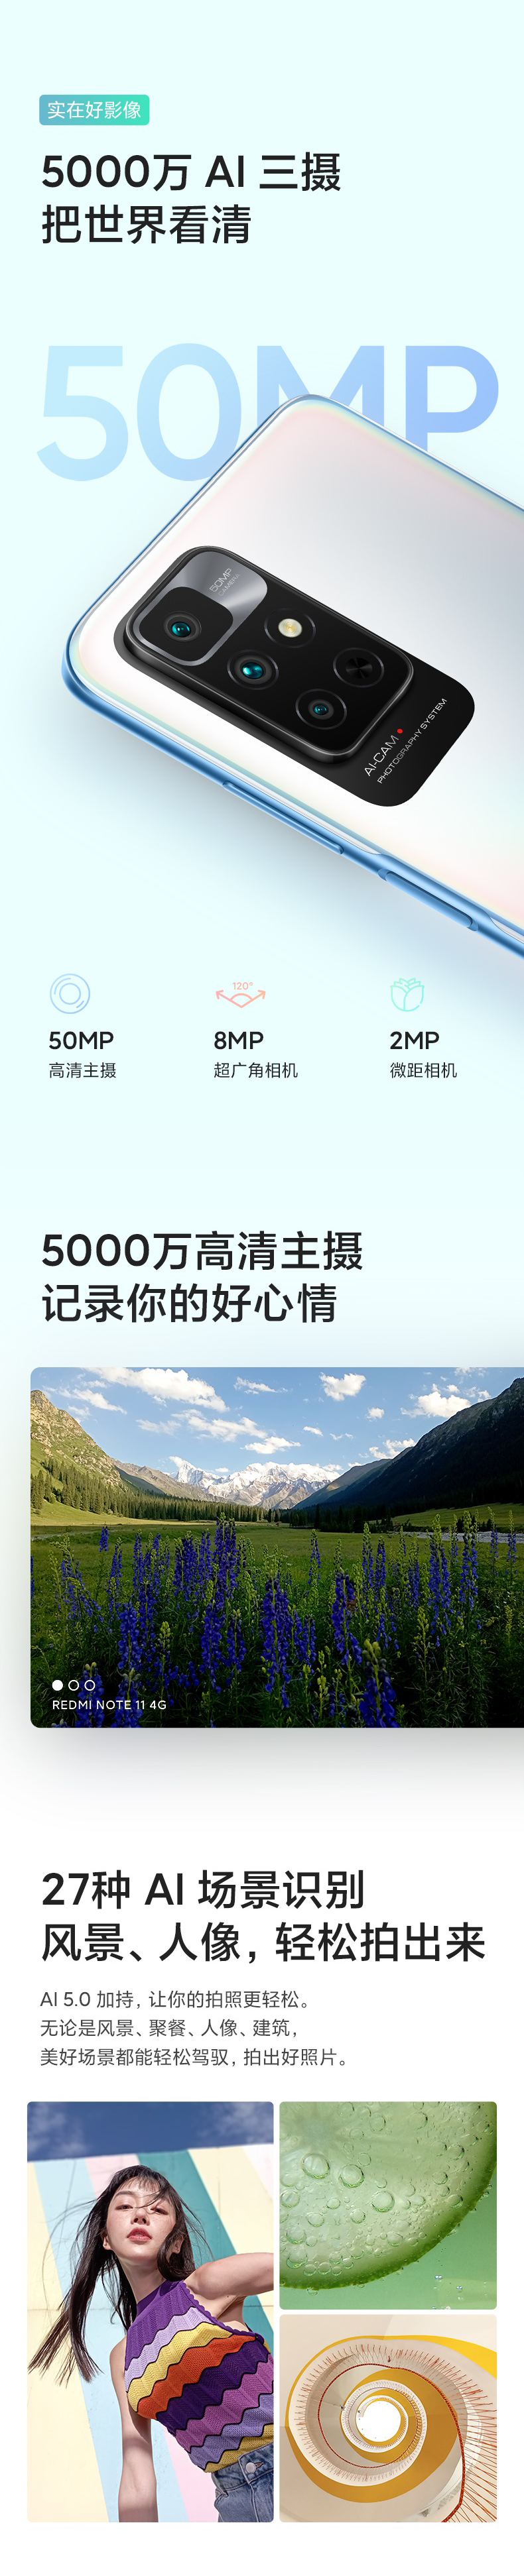 实在好影像
5000万 AI 三摄
把世界看清
50MP
50MP
CAMERA
AI-CAM
PHOTOGRAPHY SYSTEM
120°
50MP
高清主摄
8MP
超广角相机
2MP
微距相机
5000万高清主摄
记录你的好心情
REDMI NOTE 11 4G
27种 AI 场景识别
风景、人像，轻松拍出来
AI 5.0 加持，让你的拍照更轻松。
无论是风景、聚餐、人像、建筑，
美好场景都能轻松驾驭，拍出好照片。